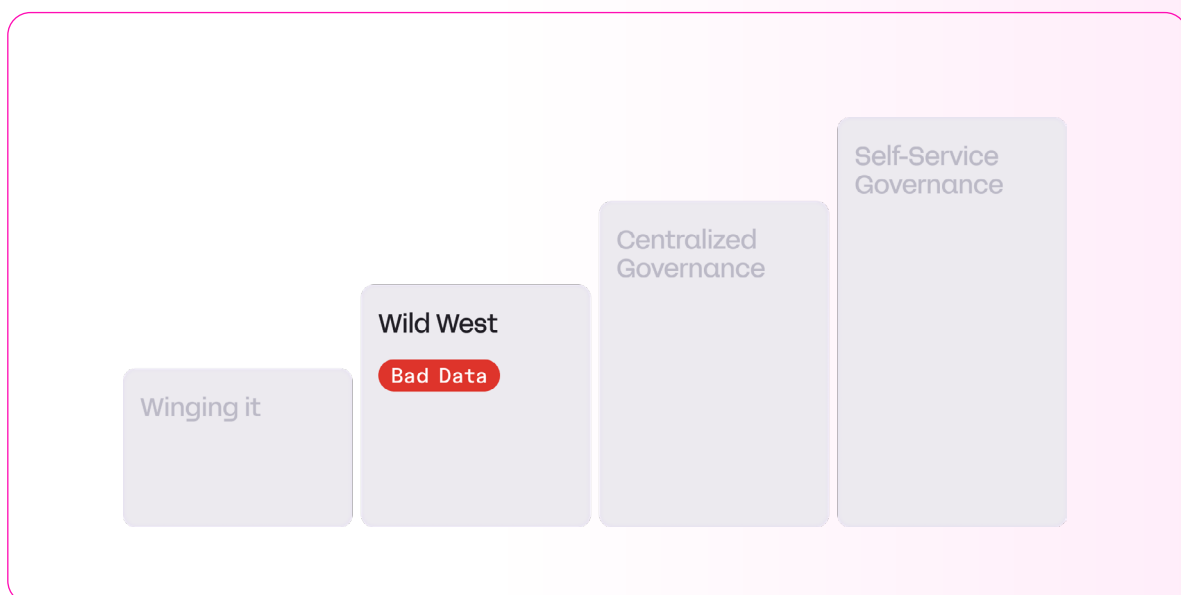 Winging it
Wild West
Bad Data
Centralized
Governance
Self-Service
Governance